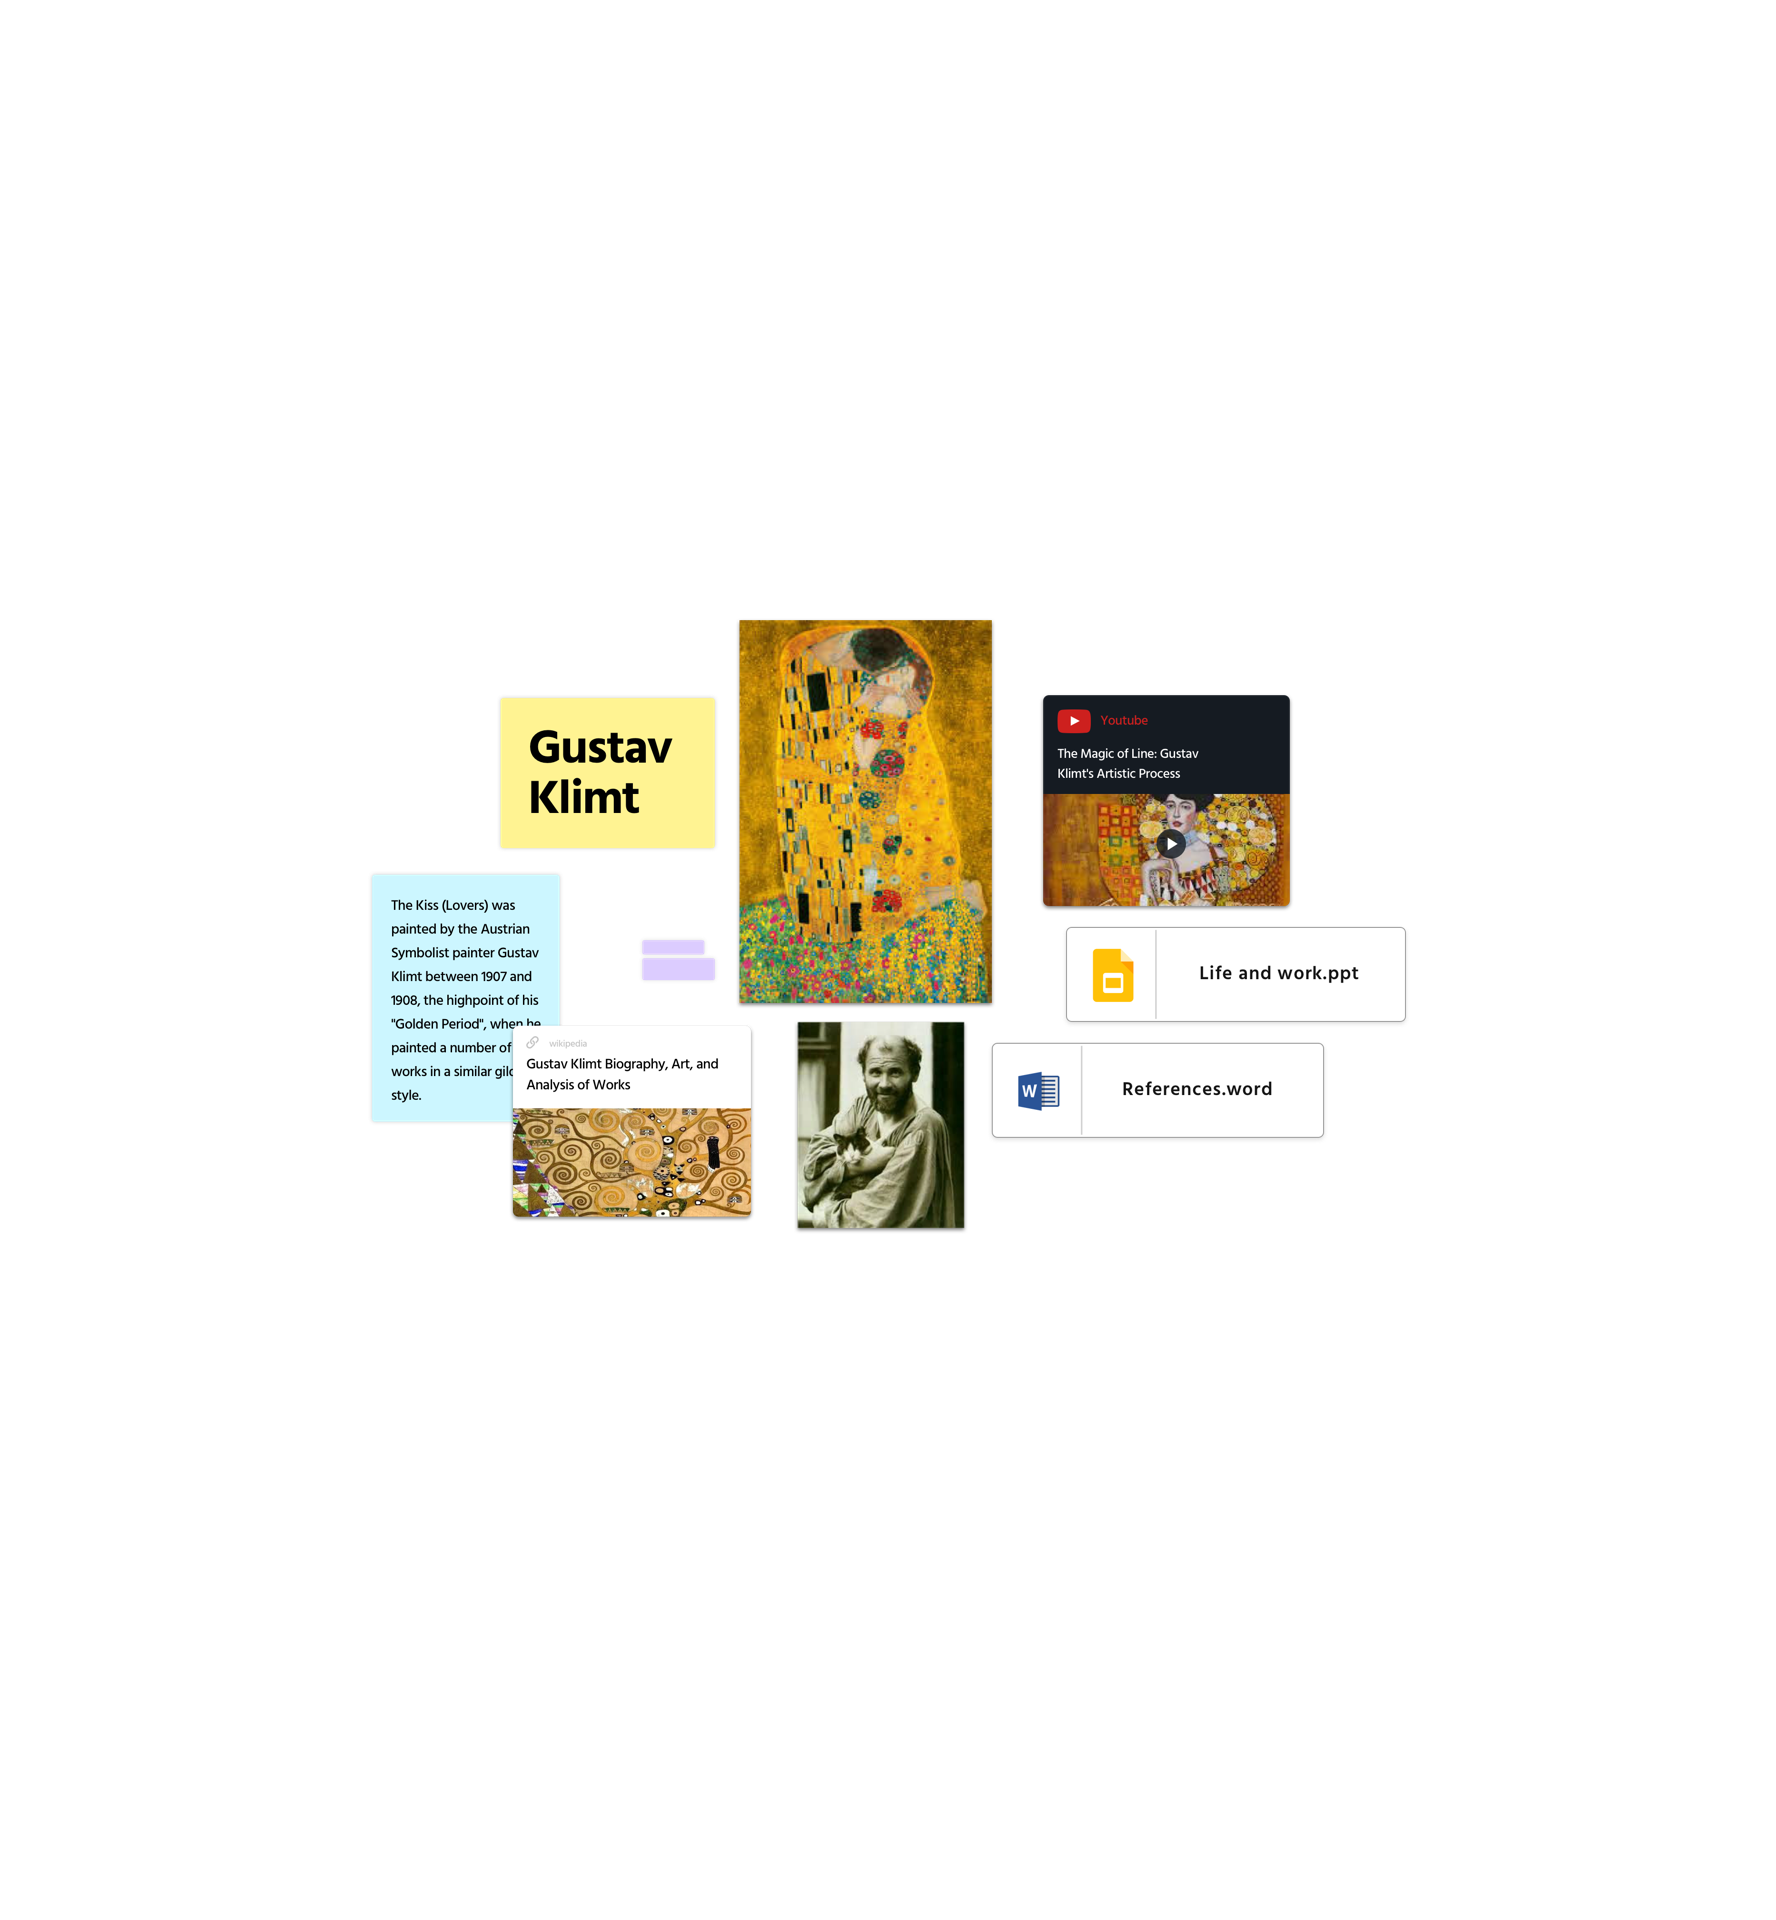 Gustav
Klimt
Youtube
The Magic of Line: Gustav
Klimt's Artistic Process
The Kiss (Lovers) was
painted by the Austrian
Symbolist painter Gustav
Klimt between 1907 and
1908, the highpoint of his
"Golden Period", when he
painted a number of
works in a similar
style.
Life and work.ppt
wikipedia
Gustav Klimt Biography, Art, and
Analysis of Works
W
References.word